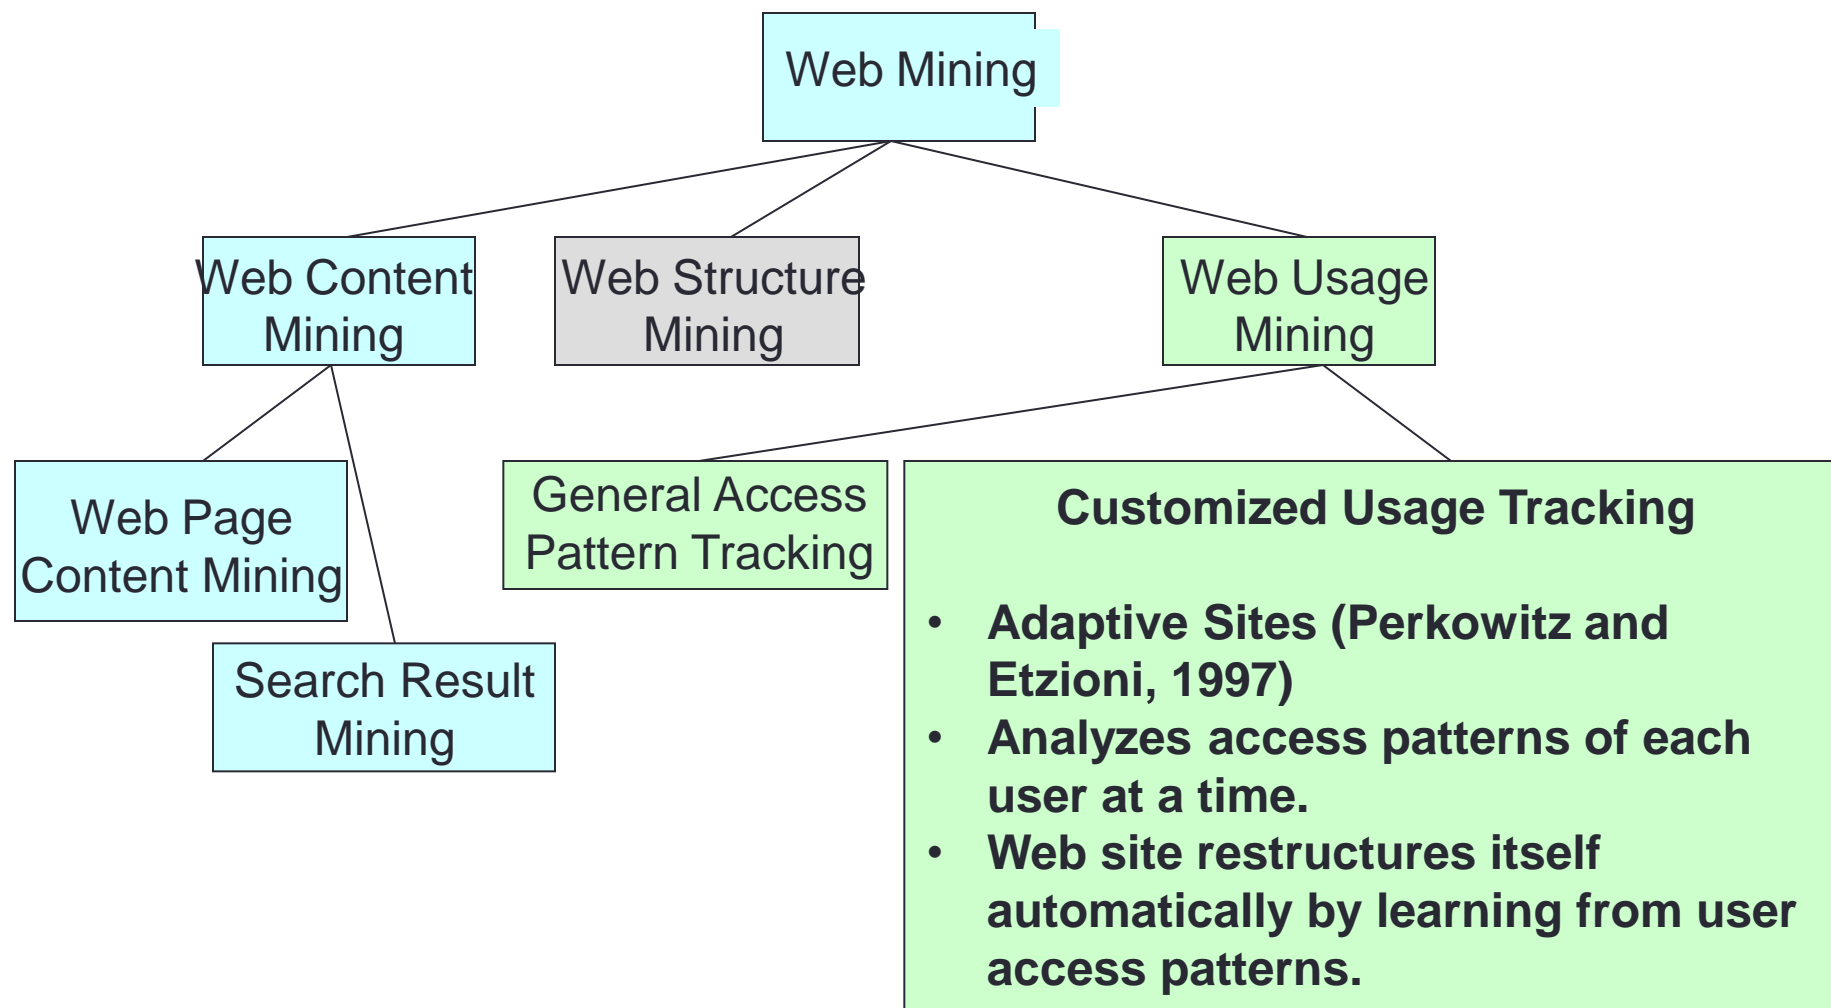 Web Mining
Web Content
Mining
Web Structure
Mining
Web Usage
Mining
Web Page
Content Mining
Search Result
Mining
General Access
Pattern Tracking
Customized Usage Tracking
• Adaptive Sites (Perkowitz and
Etzioni, 1997)
• Analyzes access patterns of each
user at a time.
• Web site restructures itself
automatically by learning from user
access patterns.